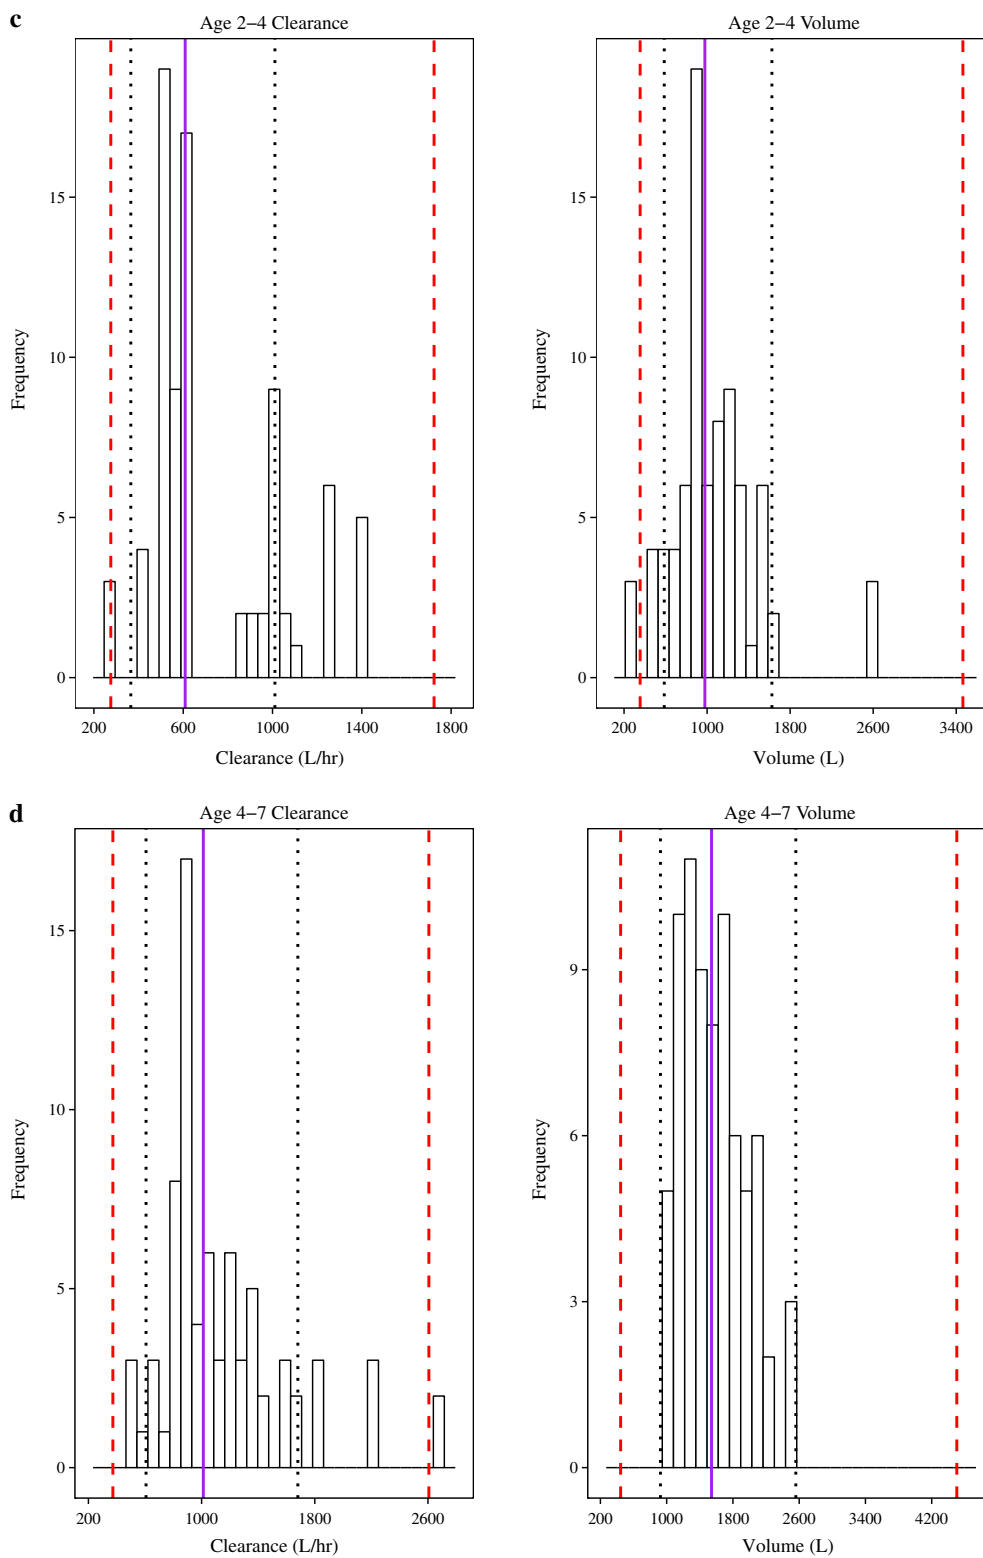 c
Age 2−4 Clearance
Age 2−4 Volume
Frequency
15
10
5
0
200 600 1000 1400 1800
Clearance (L/hr)
Frequency
15
10
5
0
200 1000 1800 2600 3400
Volume (L)
d
Age 4−7 Clearance
Age 4−7 Volume
Frequency
15
10
5
0
200 1000 1800 2600
Clearance (L/hr)
Frequency
9
6
3
0
200 1000 1800 2600 3400 4200
Volume (L)